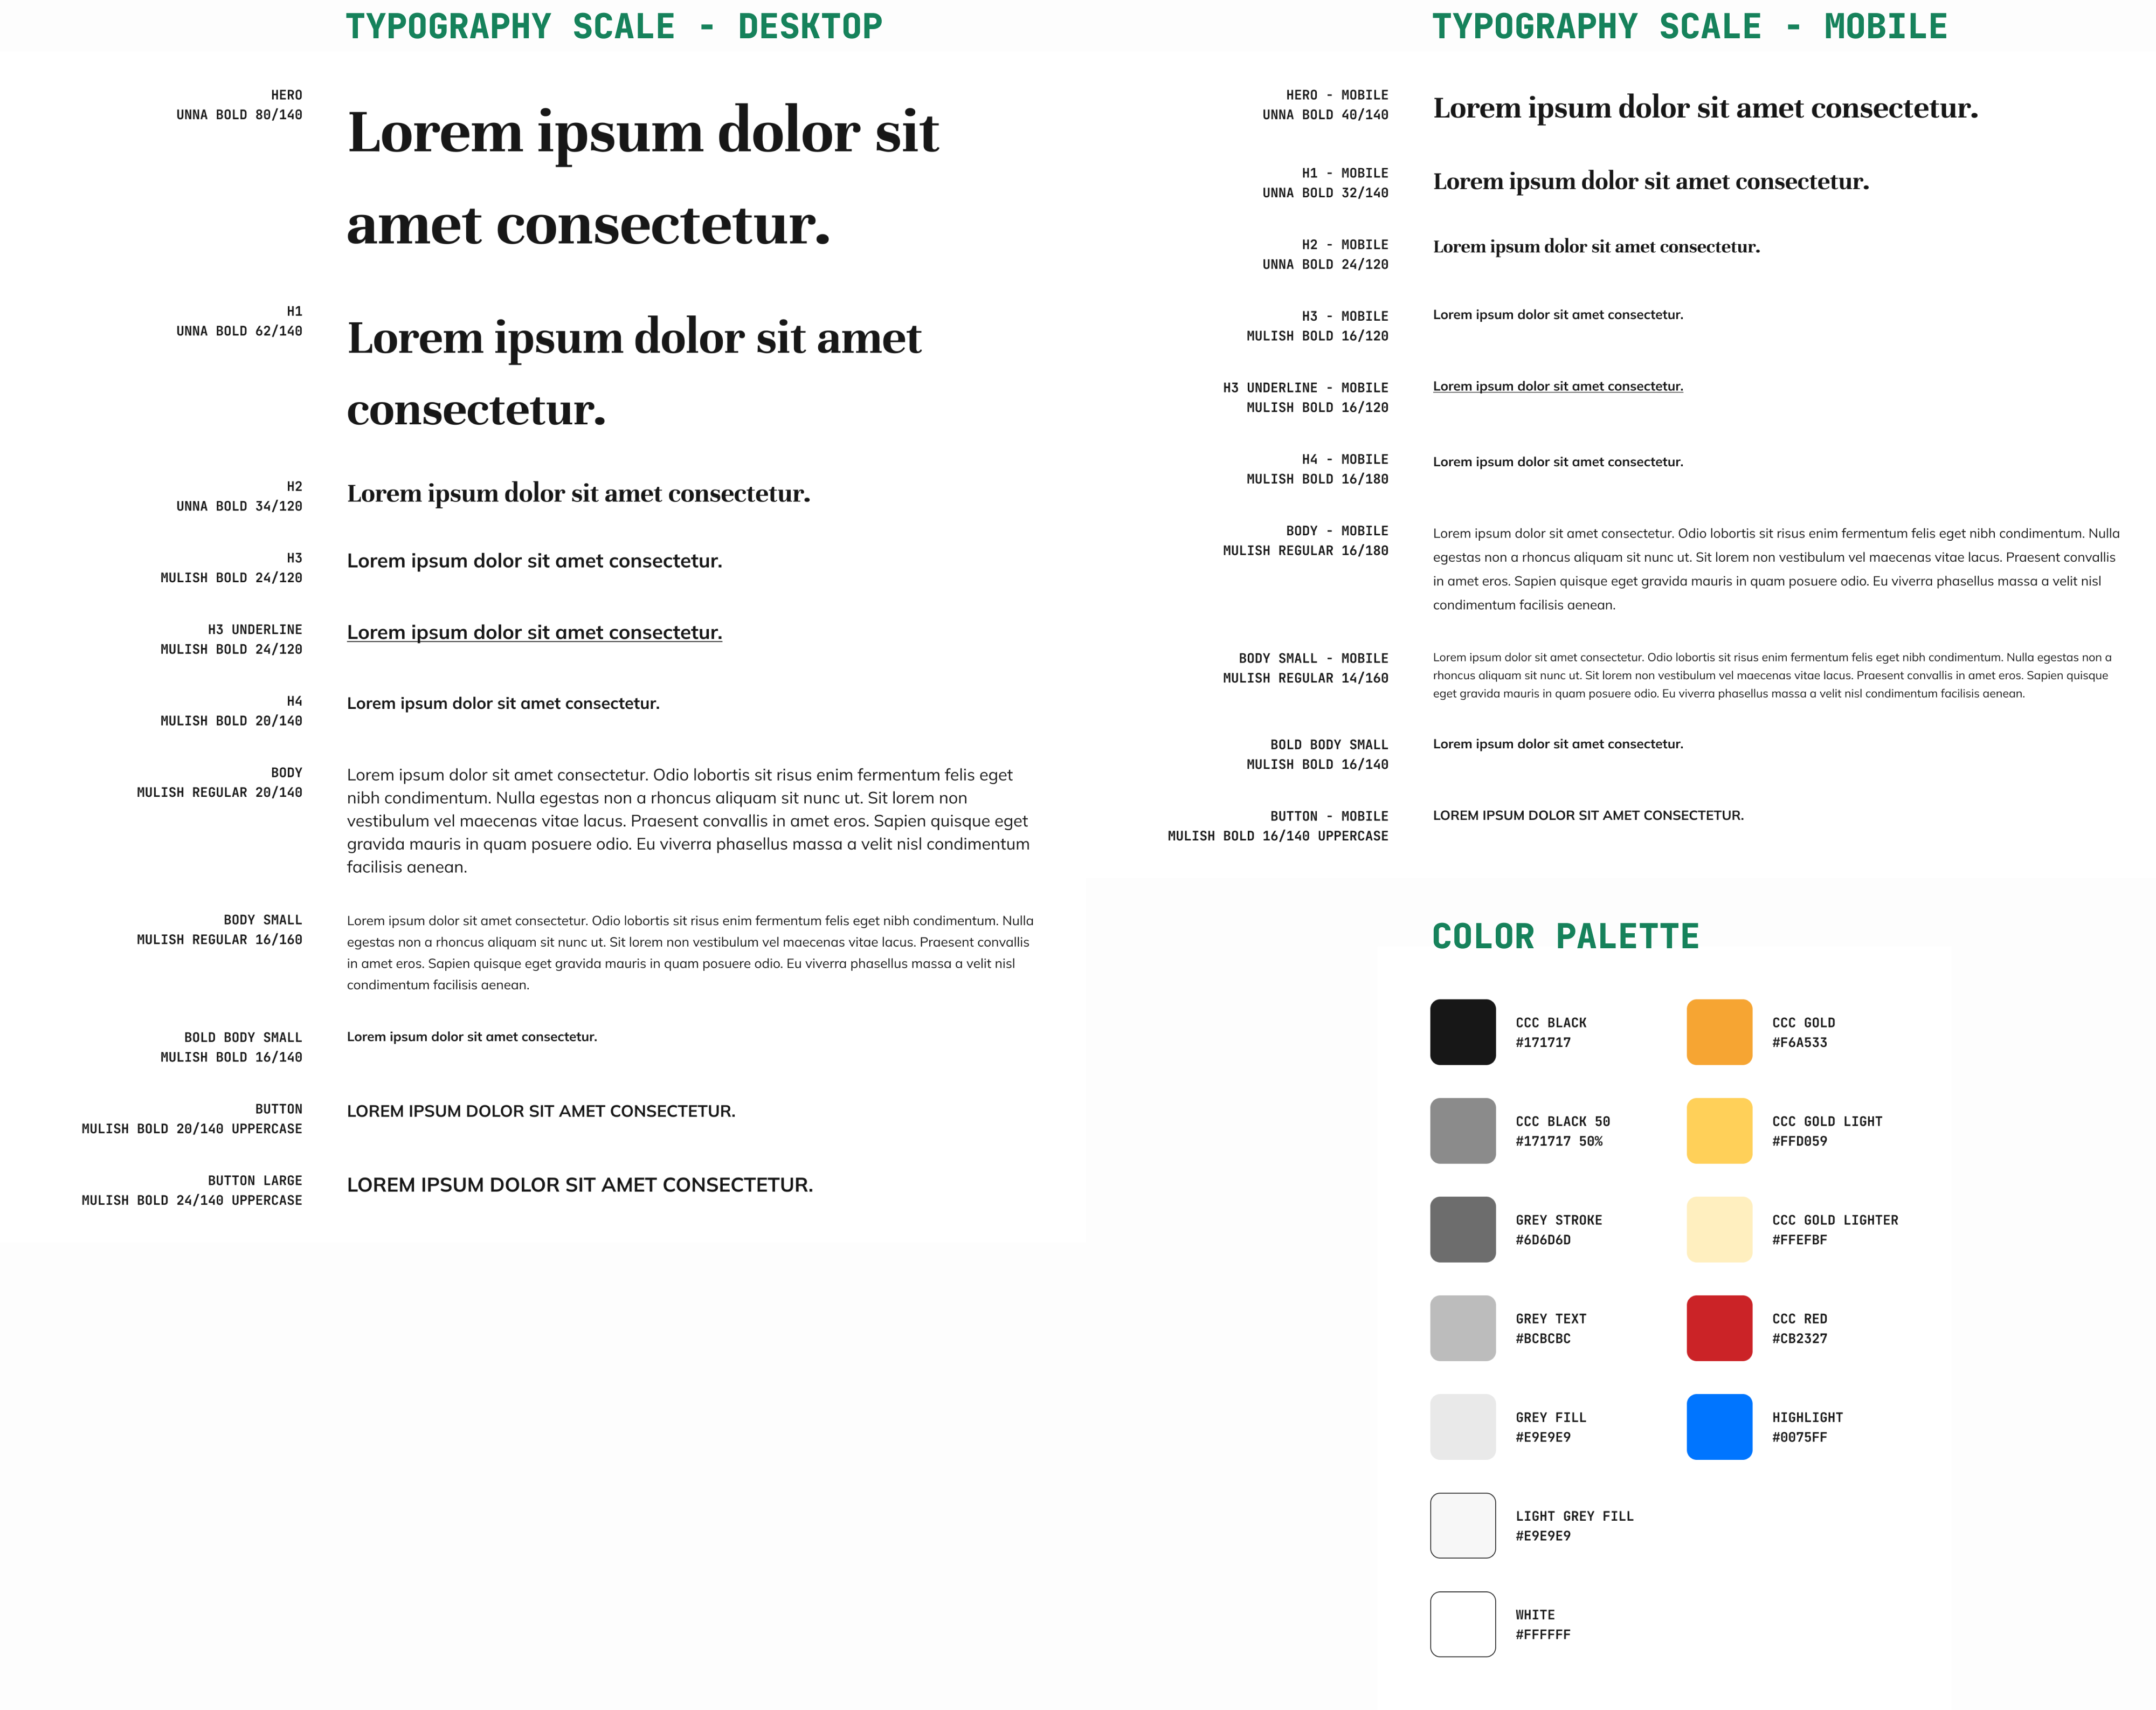 TYPOGRAPHY SCALE - DESKTOP
HERO
UNNA BOLD 80/140
Lorem ipsum dolor sit
amet consectetur.
H1
UNNA BOLD 62/140
Lorem ipsum dolor sit amet
consectetur.
H2
UNNA BOLD 34/120
Lorem ipsum dolor sit amet consectetur.
H3
MULISH BOLD 24/120
Lorem ipsum dolor sit amet consectetur.
H3 UNDERLINE
MULISH BOLD 24/120
Lorem ipsum dolor sit amet consectetur.
H4
MULISH BOLD 20/140
Lorem ipsum dolor sit amet consectetur.
BODY
MULISH REGULAR 20/140
Lorem ipsum dolor sit amet consectetur. Odio lobortis sit risus enim fermentum felis eget
nibh condimentum. Nulla egestas non a rhoncus aliquam sit nunc ut. Sit lorem non
vestibulum vel maecenas vitae lacus. Praesent convallis in amet eros. Sapien quisque eget
gravida mauris in quam posuere odio. Eu viverra phasellus massa a velit nisl condimentum
facilisis aenean.
BODY SMALL
MULISH REGULAR 16/160
Lorem ipsum dolor sit amet consectetur. Odio lobortis sit risus enim fermentum felis eget nibh condimentum. Nulla
egestas non a rhoncus aliquam sit nunc ut. Sit lorem non vestibulum vel maecenas vitae lacus. Praesent convallis
in amet eros. Sapien quisque eget gravida mauris in quam posuere odio. Eu viverra phasellus massa a velit nisl
condimentum facilisis aenean.
BOLD BODY SMALL
MULISH BOLD 16/140
Lorem ipsum dolor sit amet consectetur.
BUTTON
MULISH BOLD 20/140 UPPERCASE
LOREM IPSUM DOLOR SIT AMET CONSECTETUR.
BUTTON LARGE
MULISH BOLD 24/140 UPPERCASE
LOREM IPSUM DOLOR SIT AMET CONSECTETUR.
TYPOGRAPHY SCALE - MOBILE
HERO - MOBILE
UNNA BOLD 40/140
Lorem ipsum dolor sit amet consectetur.
H1 - MOBILE
UNNA BOLD 32/140
Lorem ipsum dolor sit amet consectetur.
H2 - MOBILE
UNNA BOLD 24/120
Lorem ipsum dolor sit amet consectetur.
H3 - MOBILE
MULISH BOLD 16/120
Lorem ipsum dolor sit amet consectetur.
H3 UNDERLINE - MOBILE
MULISH BOLD 16/120
Lorem ipsum dolor sit amet consectetur.
H4 - MOBILE
MULISH BOLD 16/180
Lorem ipsum dolor sit amet consectetur.
BODY - MOBILE
MULISH REGULAR 16/180
Lorem ipsum dolor sit amet consectetur. Odio lobortis sit risus enim fermentum felis eget nibh condimentum. Nulla
egestas non a rhoncus aliquam sit nunc ut. Sit lorem non vestibulum vel maecenas vitae lacus. Praesent convallis
in amet eros. Sapien quisque eget gravida mauris in quam posuere odio. Eu viverra phasellus massa a velit nisl
condimentum facilisis aenean.
BODY SMALL - MOBILE
MULISH REGULAR 14/160
Lorem ipsum dolor sit amet consectetur. Odio lobortis sit risus enim fermentum felis eget nibh condimentum. Nulla egestas non a
rhoncus aliquam sit nunc ut. Sit lorem non vestibulum vel maecenas vitae lacus. Praesent convallis in amet eros. Sapien quisque
eget gravida mauris in quam posuere odio. Eu viverra phasellus massa a velit nisl condimentum facilisis aenean.
BOLD BODY SMALL
MULISH BOLD 16/140
Lorem ipsum dolor sit amet consectetur.
BUTTON - MOBILE
MULISH BOLD 16/140 UPPERCASE
LOREM IPSUM DOLOR SIT AMET CONSECTETUR.
COLOR PALETTE
CCC BLACK
#171717
CCC BLACK 50
#171717 50%
GREY STROKE
#6D6D6D
GREY TEXT
#BCBCBC
GREY FILL
#E9E9E9
LIGHT GREY FILL
#E9E9E9
WHITE
#FFFFFF
CCC GOLD
#F6A533
CCC GOLD LIGHT
#FFD059
CCC GOLD LIGHTER
#FFEFBF
CCC RED
#CB2327
HIGHLIGHT
#0075FF